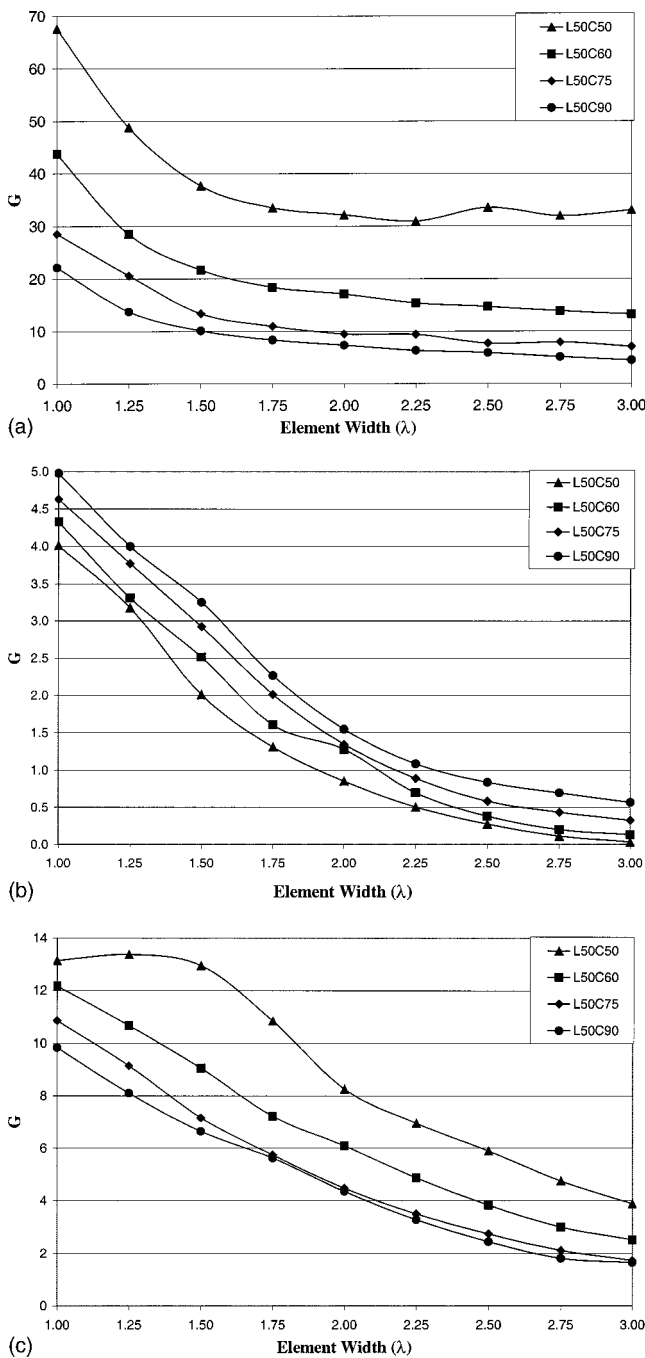 70
60
50
40
30
20
10
0
G
L50C50
L50C60
L50C75
L50C90
1.00 1.25 1.50 1.75 2.00 2.25 2.50 2.75 3.00
Element Width (λ)
(a)
5.0
4.5
4.0
3.5
3.0
2.5
2.0
1.5
1.0
0.5
0.0
G
L50C50
L50C60
L50C75
L50C90
1.00 1.25 1.50 1.75 2.00 2.25 2.50 2.75 3.00
Element Width (λ)
(b)
14
12
10
8
6
4
2
0
G
L50C50
L50C60
L50C75
L50C90
1.00 1.25 1.50 1.75 2.00 2.25 2.50 2.75 3.00
Element Width (λ)
(c)